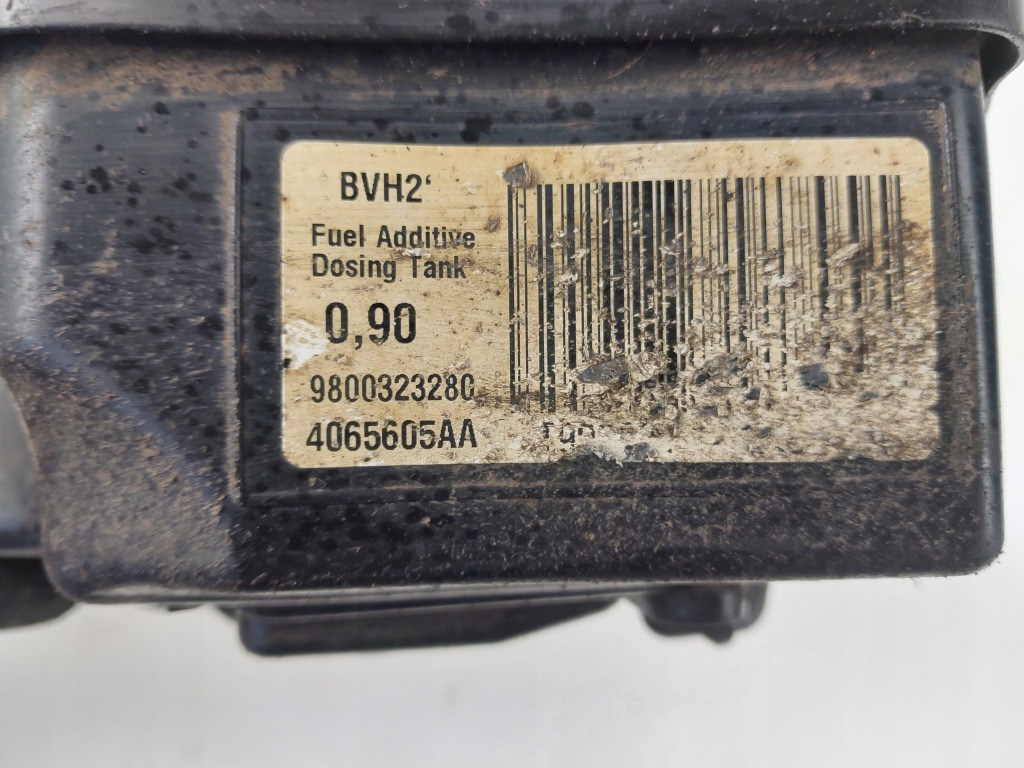 BVH2‘
Fuel Additive
Dosing Tank
0,90
9800323280
4065605AA